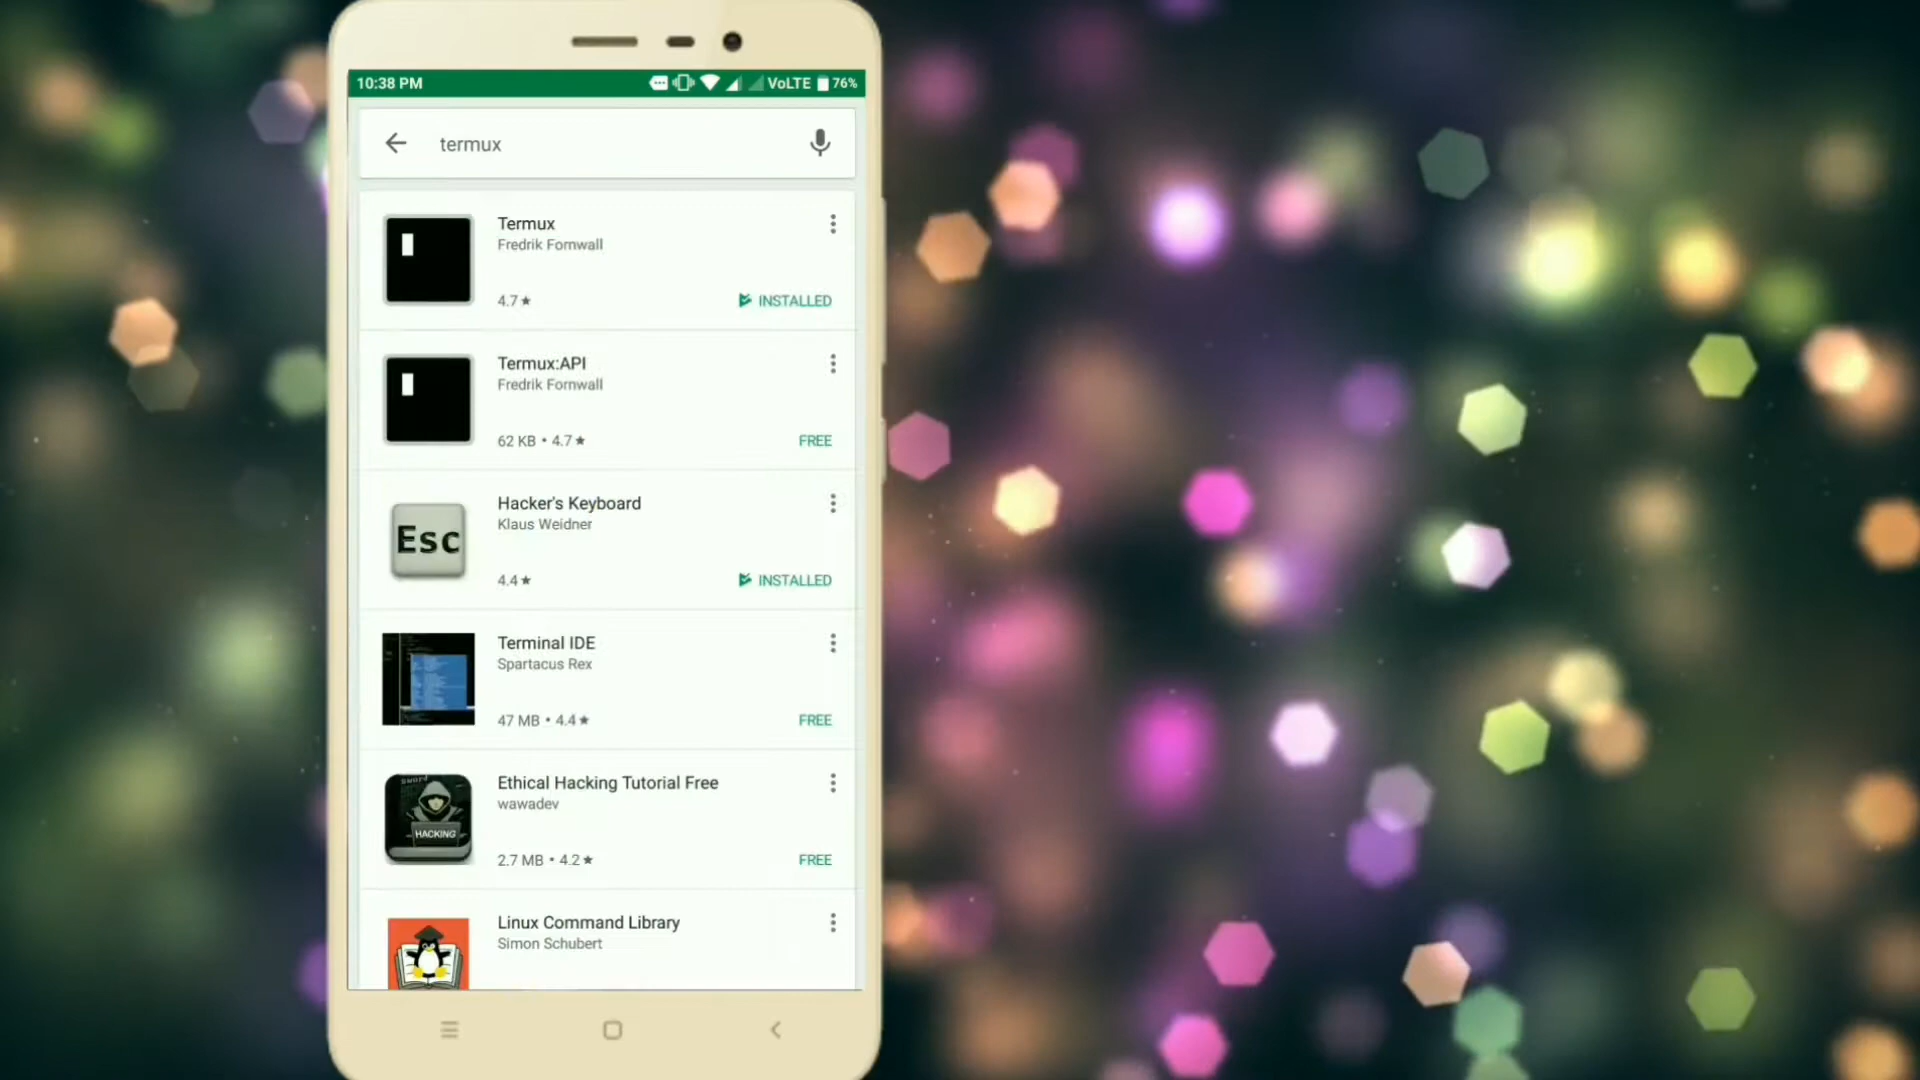 10:38 PM VoLTE 76%
termux
Termux
Fredrik Fornwall
4.7★ INSTALLED
Termux:API
Fredrik Fornwall
62 KB • 4.7★ FREE
Hacker's Keyboard
Klaus Weidner
Esc
4.4★ INSTALLED
Terminal IDE
Spartacus Rex
47 MB • 4.4★ FREE
Ethical Hacking Tutorial Free
wawadev
HACKING
2.7 MB • 4.2★ FREE
Linux Command Library
Simon Schubert